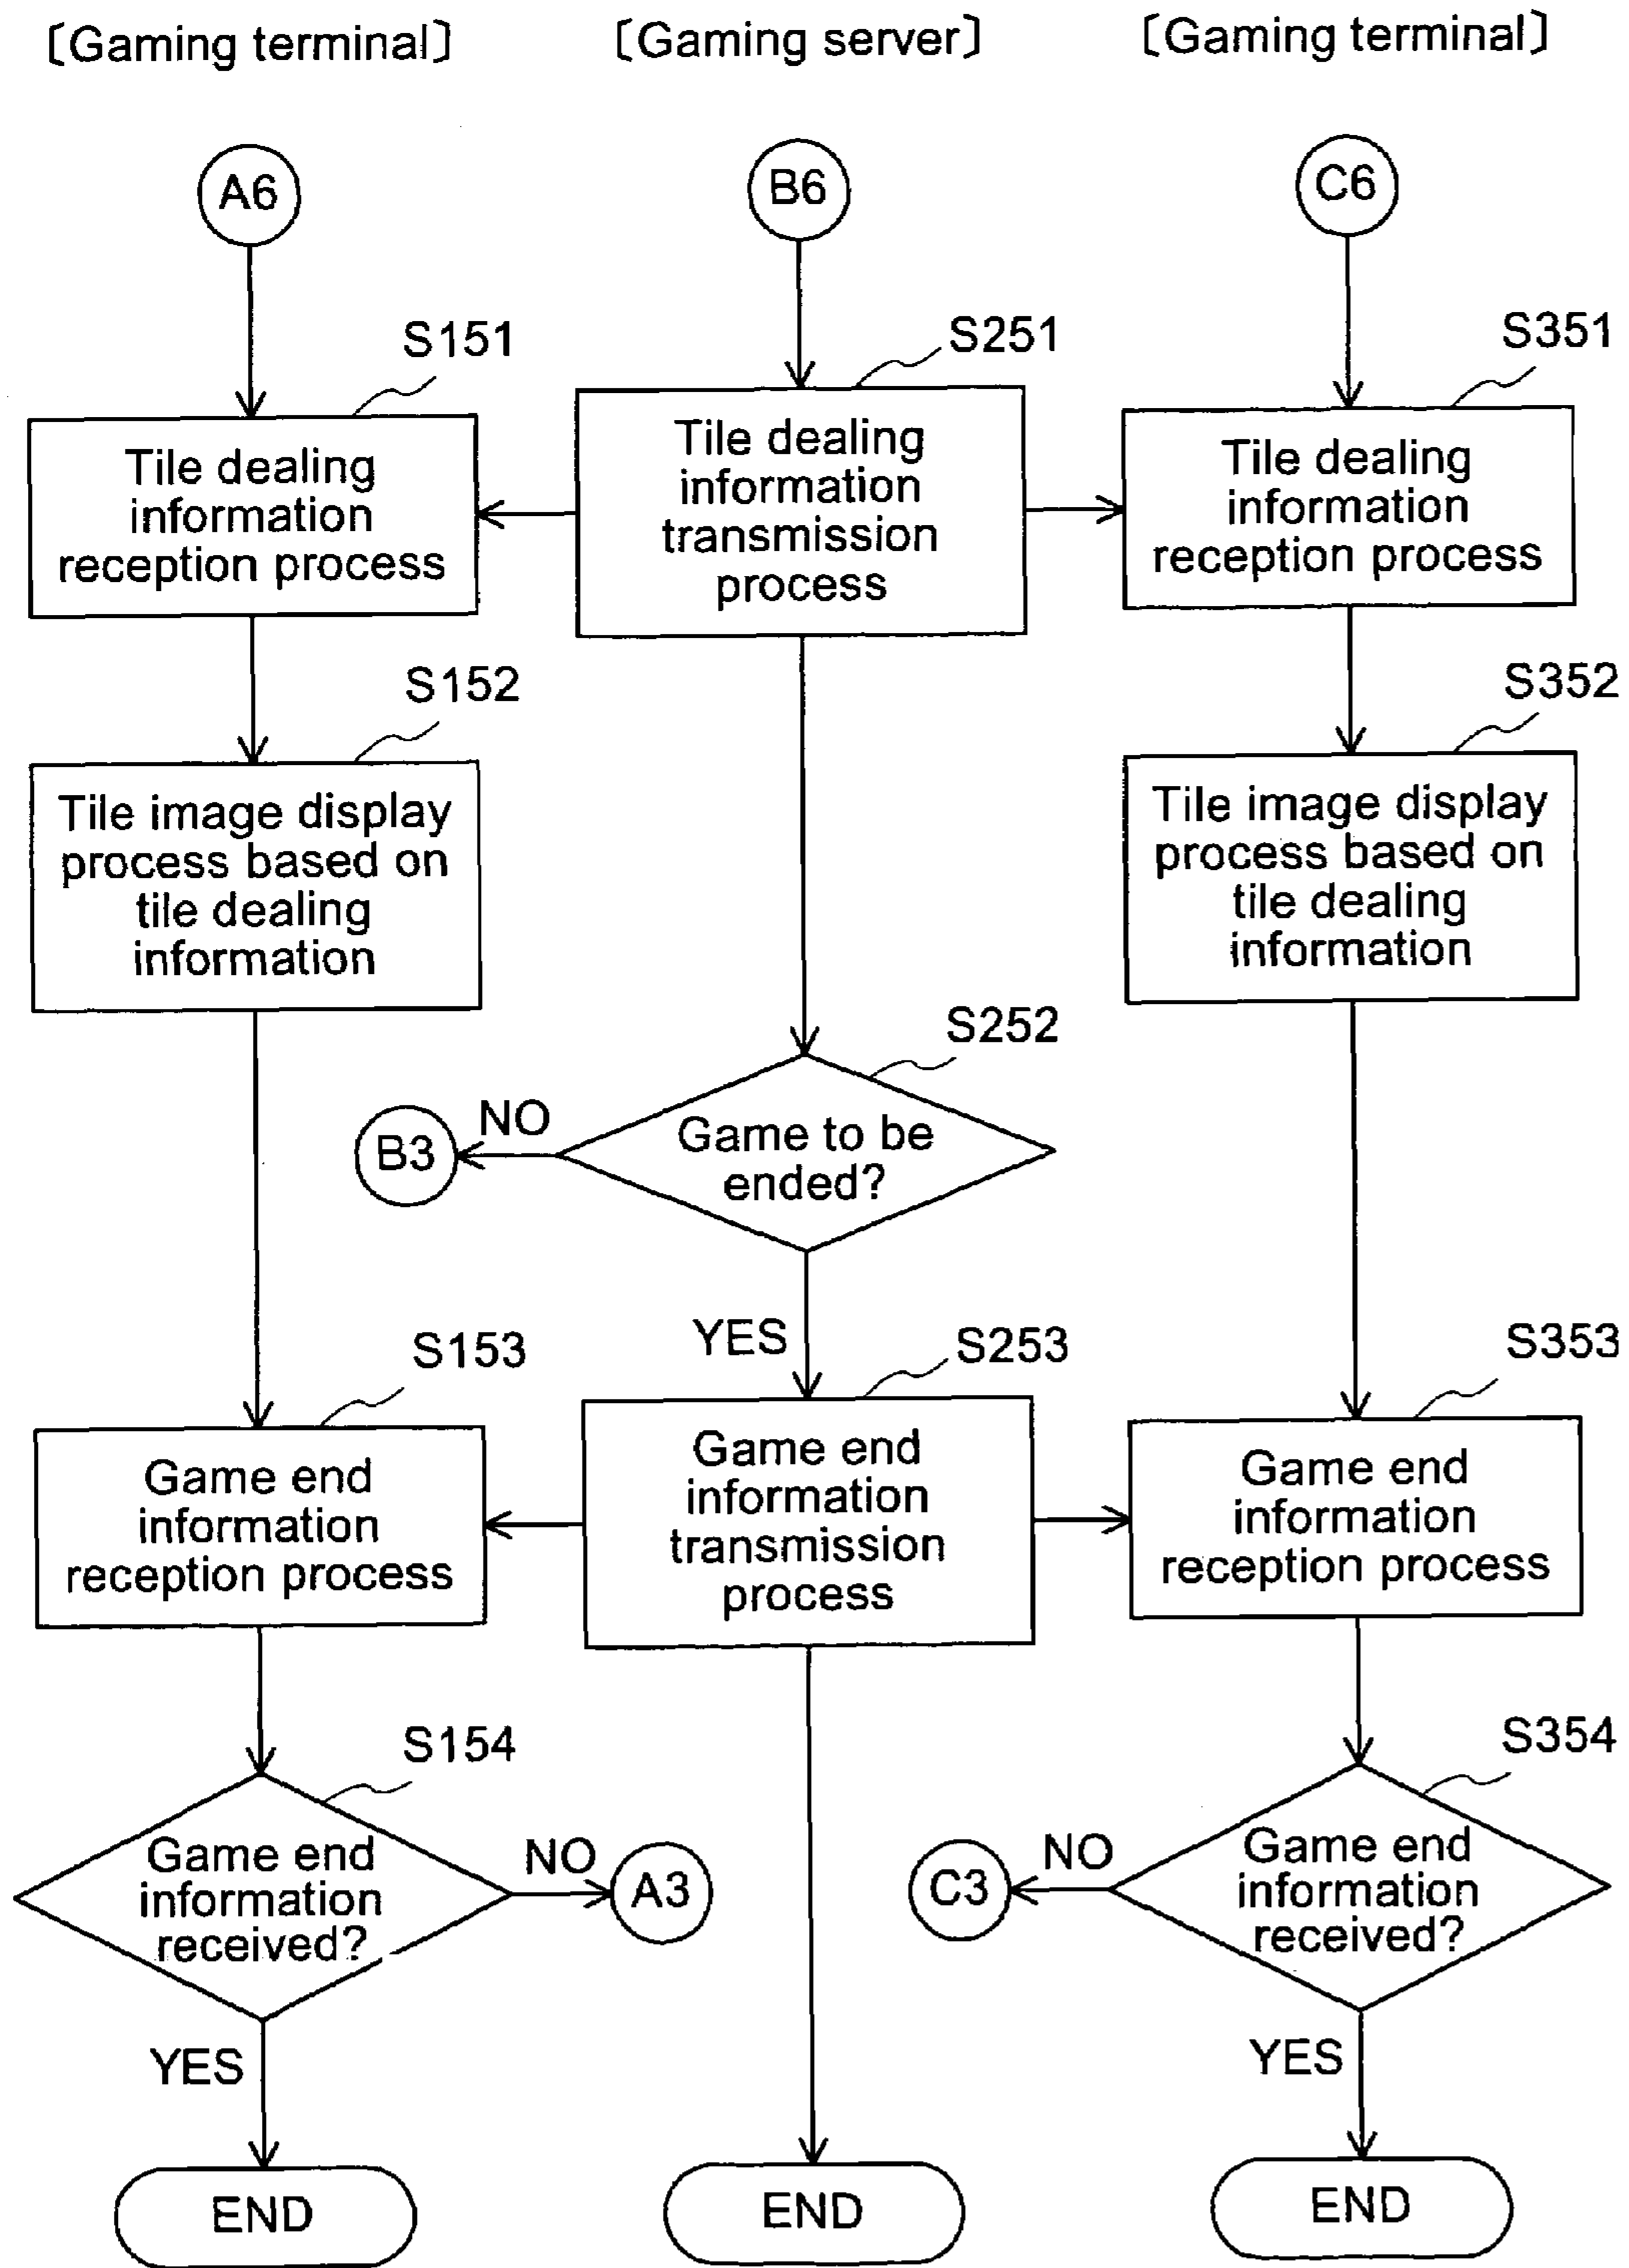 〔Gaming terminal〕
〔Gaming server〕
〔Gaming terminal〕
A6
B6
C6
S151
S251
S351
Tile dealing
information
reception process
Tile dealing
information
transmission
process
Tile dealing
information
reception process
S152
S352
Tile image display
process based on
tile dealing
information
Tile image display
process based on
tile dealing
information
S252
B3
NO
Game to be
ended?
YES
S153
S253
S353
Game end
information
reception process
Game end
information
transmission
process
Game end
information
reception process
S154
S354
Game end
information
received?
NO
A3
C3
NO
Game end
information
received?
YES
YES
END
END
END